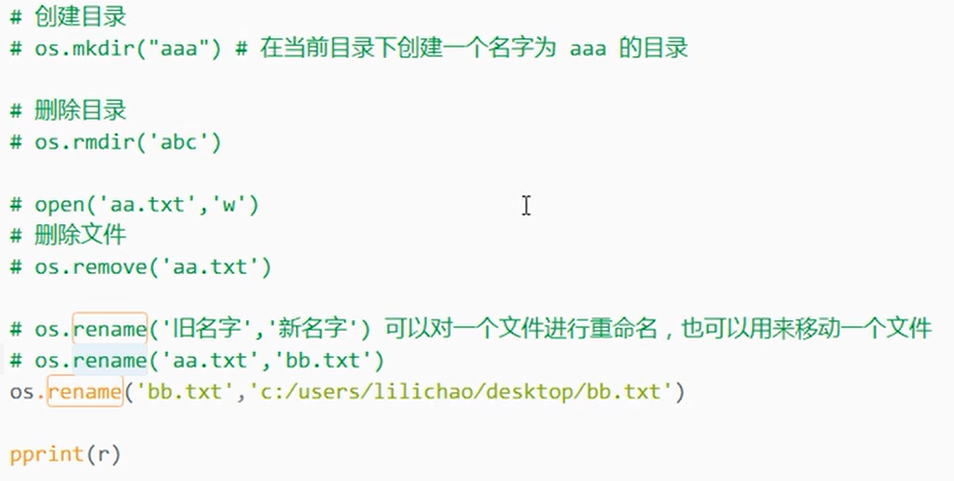 # 创建目录
# os.mkdir("aaa") # 在当前目录下创建一个名字为 aaa 的目录
# 删除目录
# os.rmdir('abc')
# open('aa.txt','w')
# 删除文件
# os.remove('aa.txt')
# os.rename('旧名字','新名字') 可以对一个文件进行重命名，也可以用来移动一个文件
# os.rename('aa.txt','bb.txt')
os.rename('bb.txt','c:/users/lilichao/desktop/bb.txt')
pprint(r)